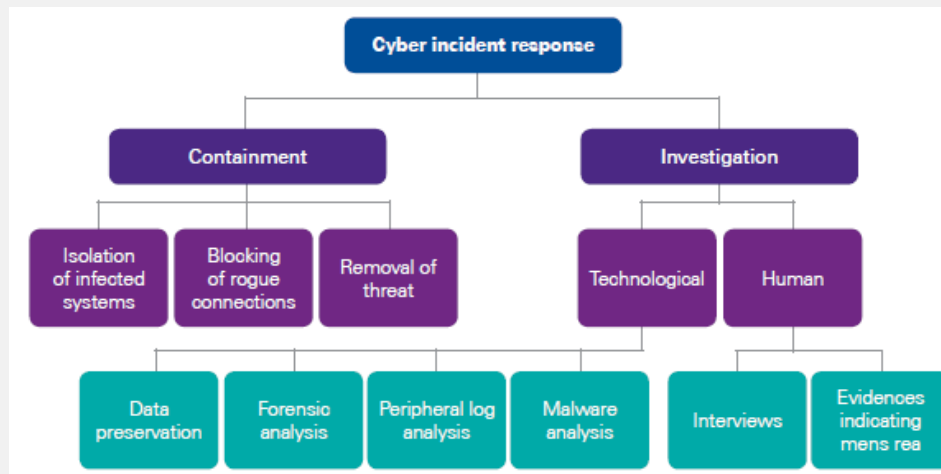 Cyber incident response
Containment
Investigation
Isolation
of infected
systems
Blocking
of rogue
connections
Removal of
threat
Technological
Human
Data
preservation
Forensic
analysis
Peripheral log
analysis
Malware
analysis
Interviews
Evidences
indicating
mens rea